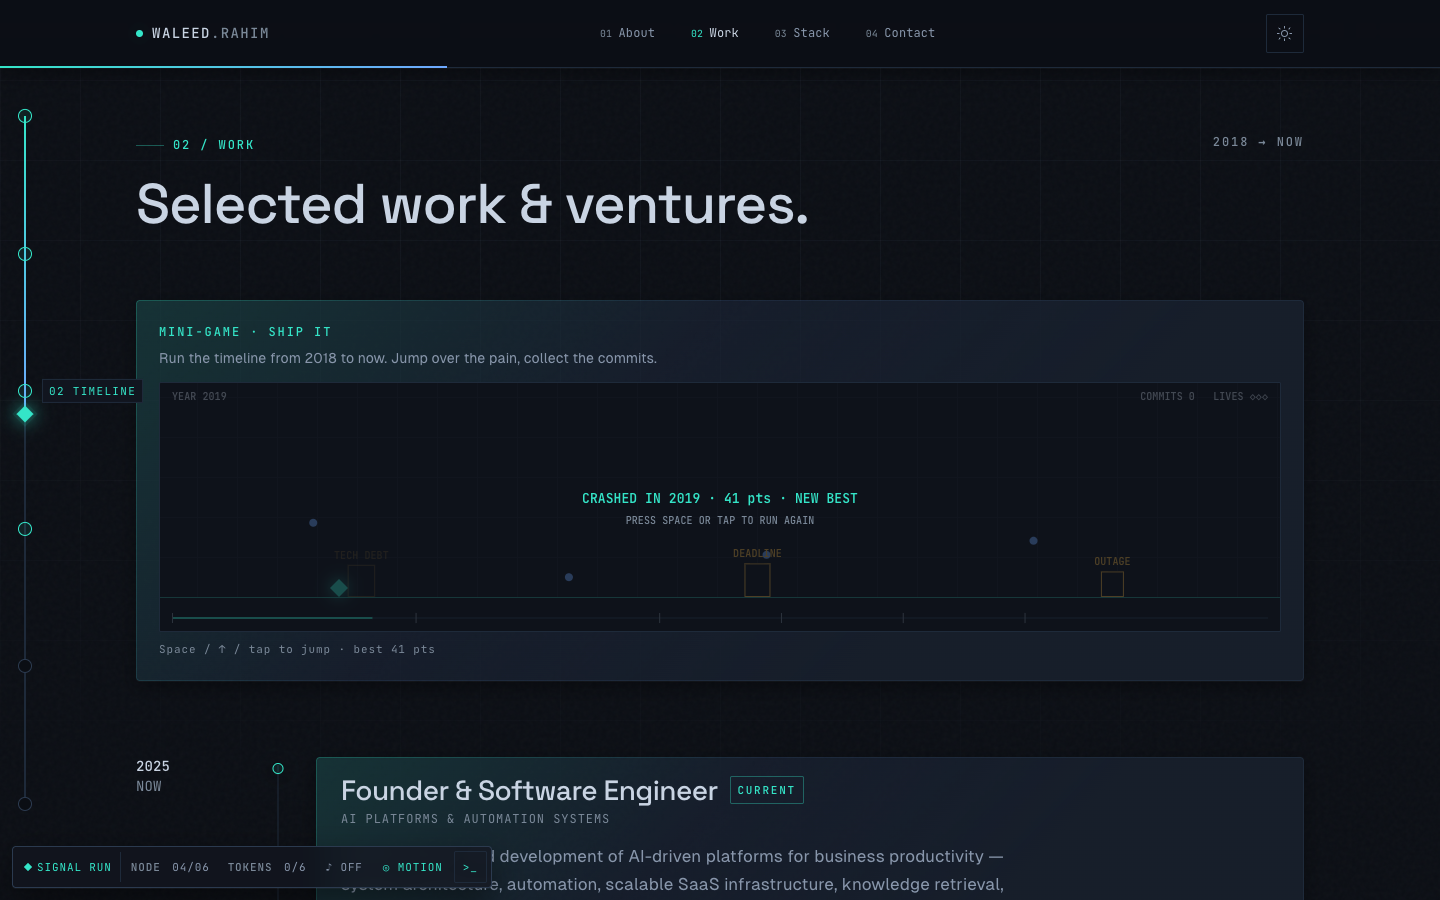 WALEED.RAHIM
01 About
02 Work
03 Stack
04 Contact
02 / WORK
2018 → NOW
Selected work & ventures.
MINI-GAME · SHIP IT
Run the timeline from 2018 to now. Jump over the pain, collect the commits.
02 TIMELINE
YEAR 2019
COMMITS 0 LIVES ◇◇◇
CRASHED IN 2019 · 41 pts · NEW BEST
PRESS SPACE OR TAP TO RUN AGAIN
TECH DEBT
DEADLINE
OUTAGE
Space / ↑ / tap to jump · best 41 pts
2025
NOW
Founder & Software Engineer
CURRENT
AI PLATFORMS & AUTOMATION SYSTEMS
development of AI-driven platforms for business productivity —
system architecture, automation, scalable SaaS infrastructure, knowledge retrieval,
◆ SIGNAL RUN NODE 04/06 TOKENS 0/6 ♪ OFF ◎ MOTION >_